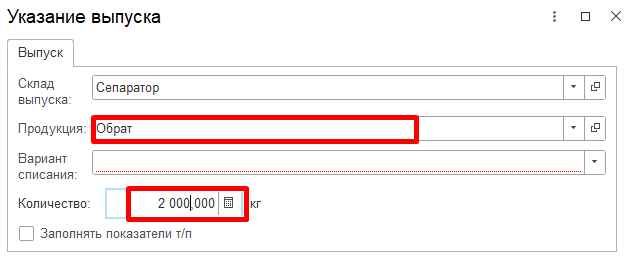 Указание выпуска
Выпуск
Склад выпуска: Сепаратор
Продукция: Обрат
Вариант списания:
Количество: 2 000,000 кг
Заполнять показатели т/п